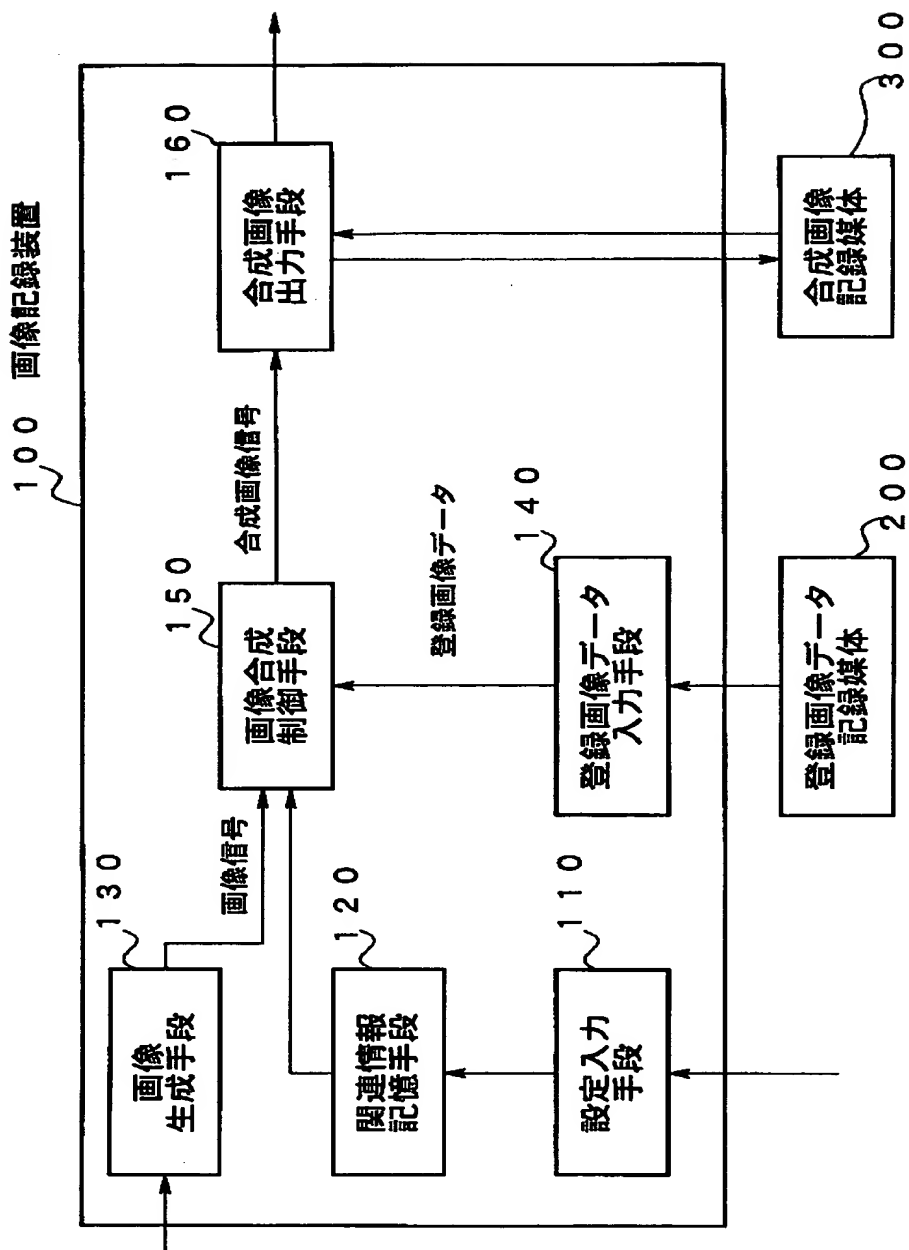 100 画像記録装置
130
画像
生成手段
画像信号
150
画像合成
制御手段
合成画像信号
160
合成画像
出力手段
120
関連情報
記憶手段
登録画像データ
110
設定入力
手段
140
登録画像データ
入力手段
200
登録画像データ
記録媒体
300
合成画像
記録媒体